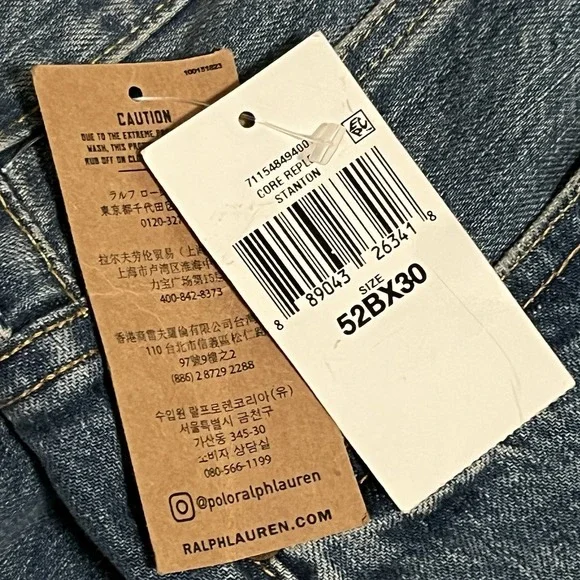 100151823
CAUTION
DUE TO THE EXTREME
WASH, THIS
RUB OFF ON
ラルフ ロー
東京都千代田区
0120-327
拉尔夫劳伦贸易(上海
上海市卢湾区淮海中
力宝广场第15
400-842-8373
香港商雷夫羅倫有限公司台灣
110 台北市信義區松仁路
97號9樓之2
(886) 2 8729 2288
수입원 랄프로렌코리아(유)
서울특별시 금천구
가산동 345-30
소비자 상담실
080-566-1199
@poloralphlauren
RALPHLAUREN.COM
71154849400
CORE REPL
STANTON
8 89043 26341 8
SIZE
52BX30